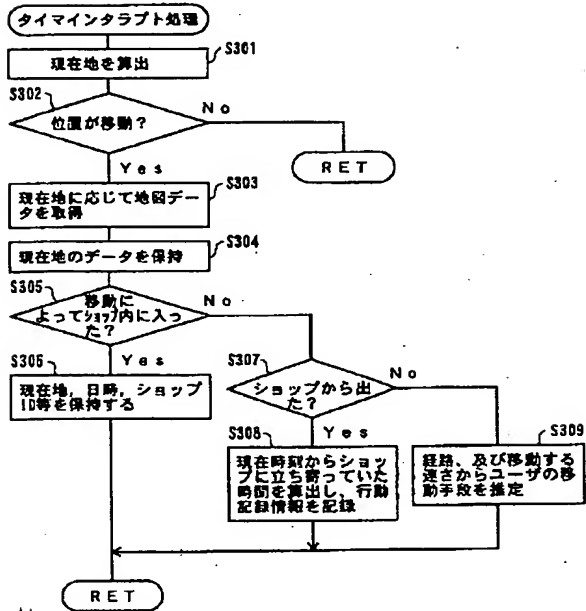 タイマインタラプト処理
S301
現在地を算出
S302
位置が移動?
No
RET
Yes
S303
現在地に応じて地図デー
タを取得
S304
現在地のデータを保持
S305
移動に
よってショップ内に入っ
た?
No
Yes
S306
現在地,日時,ショップ
ID等を保持する
S307
ショップから出
た?
No
Yes
S308
現在時刻からショッ
プに立ち寄っていた
時間を算出し、行動
記録情報を記録
S309
経路、及び移動する
速さからユーザの移
動手段を推定
RET